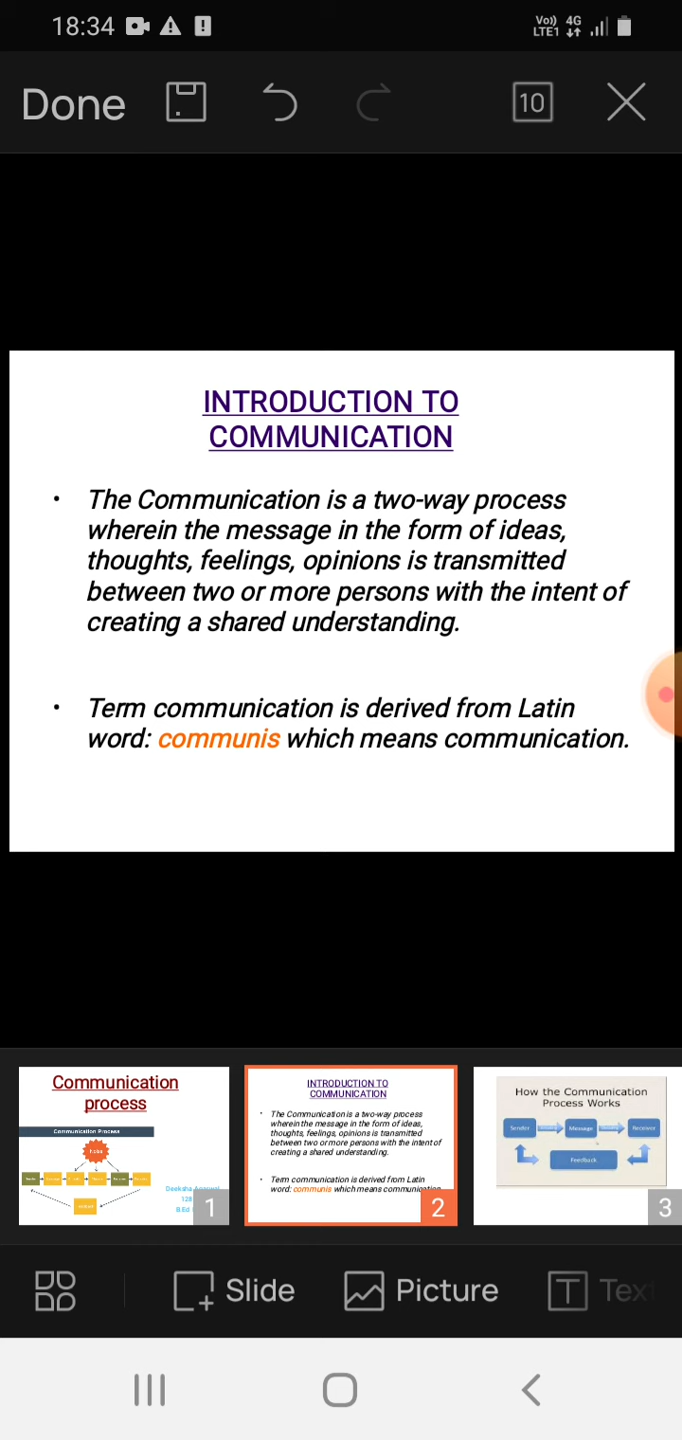 18:34
Vo)) 4G
LTE1
Done
10
INTRODUCTION TO
COMMUNICATION
• The Communication is a two-way process
wherein the message in the form of ideas,
thoughts, feelings, opinions is transmitted
between two or more persons with the intent of
creating a shared understanding.
• Term communication is derived from Latin
word: communis which means communication.
Communication
process
Communication Process
Noise
Deeksha Agarwal
128
B.Ed
1
INTRODUCTION TO
COMMUNICATION
• The Communication is a two-way process
wherein the message in the form of ideas,
thoughts, feelings, opinions is transmitted
between two or more persons with the intent of
creating a shared understanding.
• Term communication is derived from Latin
word: communis which means communication.
2
How the Communication
Process Works
Sender
Message
Receiver
Feedback
3
Slide
Picture
Tex